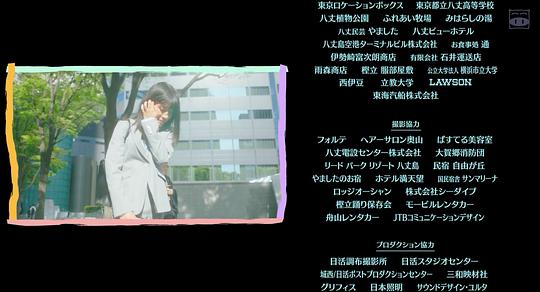 東京ロケーションボックス 東京都立八丈高等学校
八丈植物公園 ふれあい牧場 みはらしの湯
八丈民芸 やました 八丈ビューホテル
八丈島空港ターミナルビル株式会社 お食事処 通
伊勢崎富次朗商店 有限会社 石井運送店
雨森商店 樫立 服部屋敷 公立大学法人 横浜市立大学
西伊豆 立教大学 LAWSON
東海汽船株式会社
撮影協力
フォルテ ヘアーサロン奥山 ぱすてる美容室
八丈電設センター株式会社 大賀郷消防団
リード パーク リゾート 八丈島 民宿 自由が丘
やましたのお宿 ホテル満天望 国民宿舎 サンマリーナ
ロッジオーシャン 株式会社シーダイブ
樫立踊り保存会 モービルレンタカー
舟山レンタカー JTBコミュニケーションデザイン
プロダクション協力
日活調布撮影所 日活スタジオセンター
城西/日活ポストプロダクションセンター 三和映材社
グリフィス 日本照明 サウンドデザイン・ユルタ